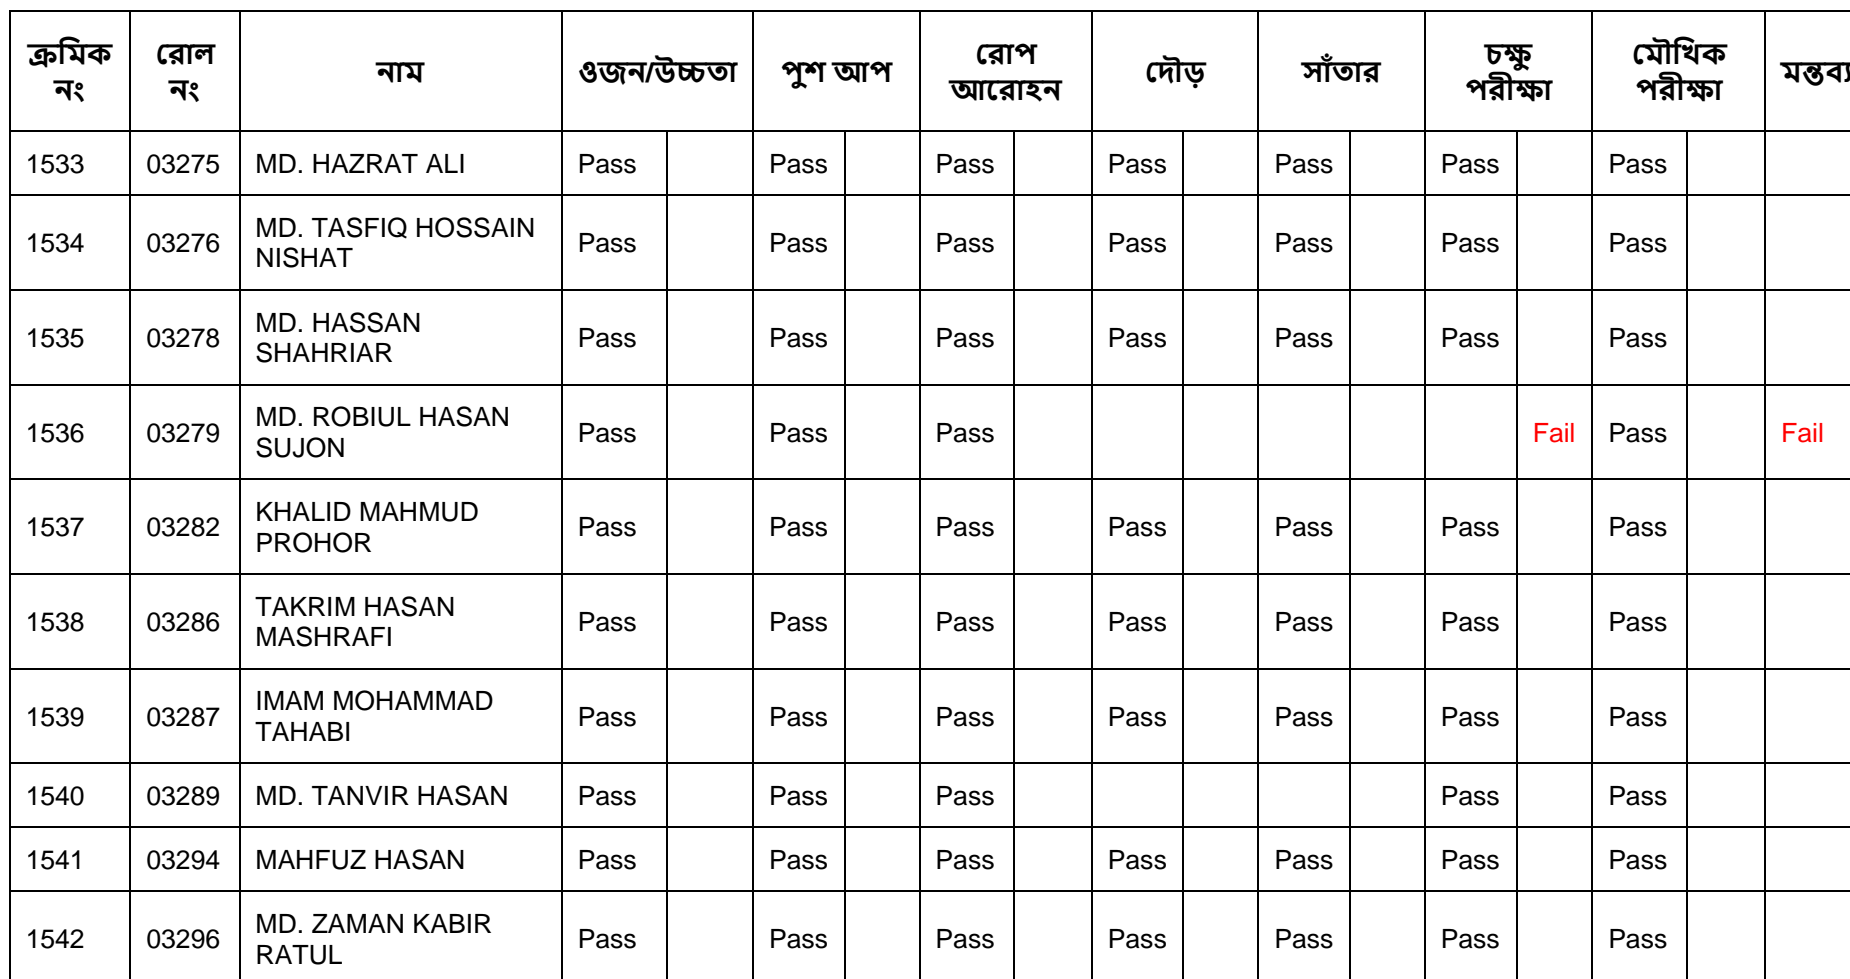 ক্রমিক নং রোল নং নাম ওজন/উচ্চতা পুশ আপ রোপ আরোহন দৌড় সাঁতার চক্ষু পরীক্ষা মৌখিক পরীক্ষা মন্তব্য
1533 03275 MD. HAZRAT ALI Pass Pass Pass Pass Pass Pass Pass
1534 03276 MD. TASFIQ HOSSAIN NISHAT Pass Pass Pass Pass Pass Pass Pass
1535 03278 MD. HASSAN SHAHRIAR Pass Pass Pass Pass Pass Pass Pass
1536 03279 MD. ROBIUL HASAN SUJON Pass Pass Pass Fail Pass Fail
1537 03282 KHALID MAHMUD PROHOR Pass Pass Pass Pass Pass Pass Pass
1538 03286 TAKRIM HASAN MASHRAFI Pass Pass Pass Pass Pass Pass Pass
1539 03287 IMAM MOHAMMAD TAHABI Pass Pass Pass Pass Pass Pass Pass
1540 03289 MD. TANVIR HASAN Pass Pass Pass Pass Pass
1541 03294 MAHFUZ HASAN Pass Pass Pass Pass Pass Pass Pass
1542 03296 MD. ZAMAN KABIR RATUL Pass Pass Pass Pass Pass Pass Pass